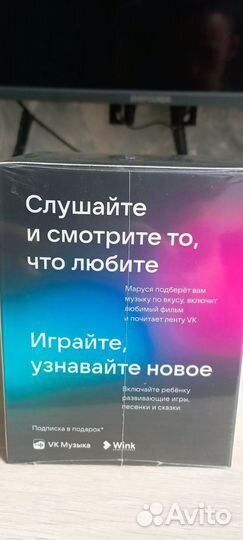 Слушайте
и смотрите то,
что любите
Маруся подберёт вам
музыку по вкусу, включит
любимый фильм
и почитает ленту VK
Играйте,
узнавайте новое
Включайте ребёнку
развивающие игры,
песенки и сказки
Подписка в подарок*
VK Музыка
Wink
Avito